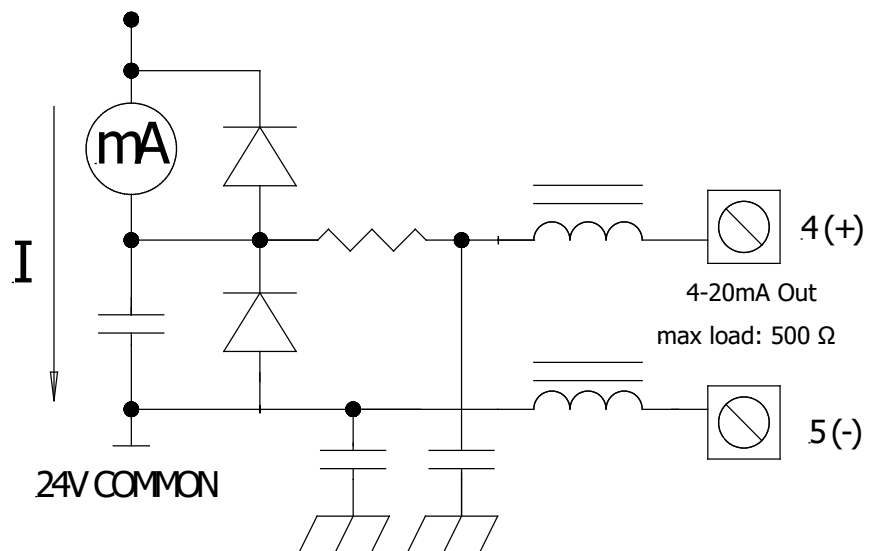 mA
I
4 (+)
4-20mA Out
max load: 500 Ω
5 (-)
24V COMMON